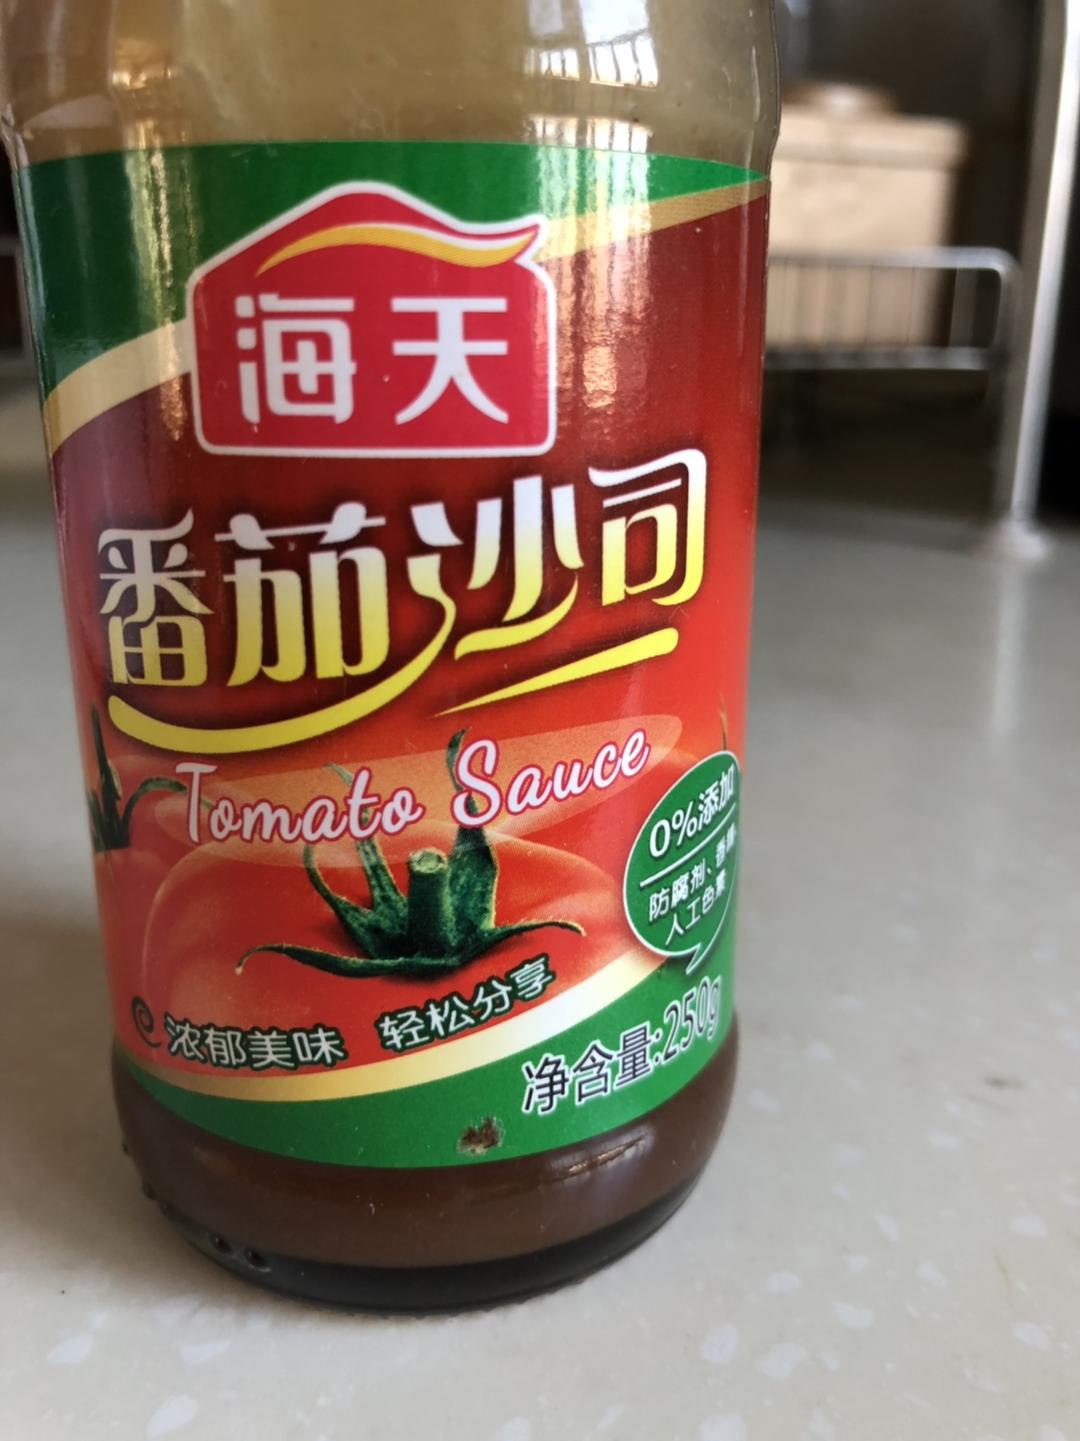 海天
番茄沙司
Tomato Sauce
0%添加
防腐剂、香精
人工色素
浓郁美味 轻松分享
净含量:250g